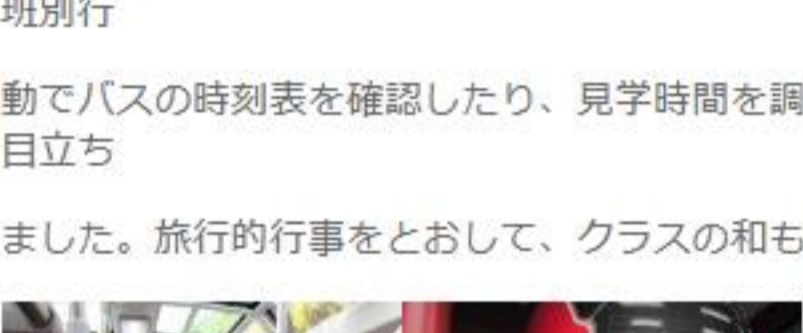 班別行
動でバスの時刻表を確認したり、見学時間を調
目立ち
ました。旅行的行事をとおして、クラスの和も